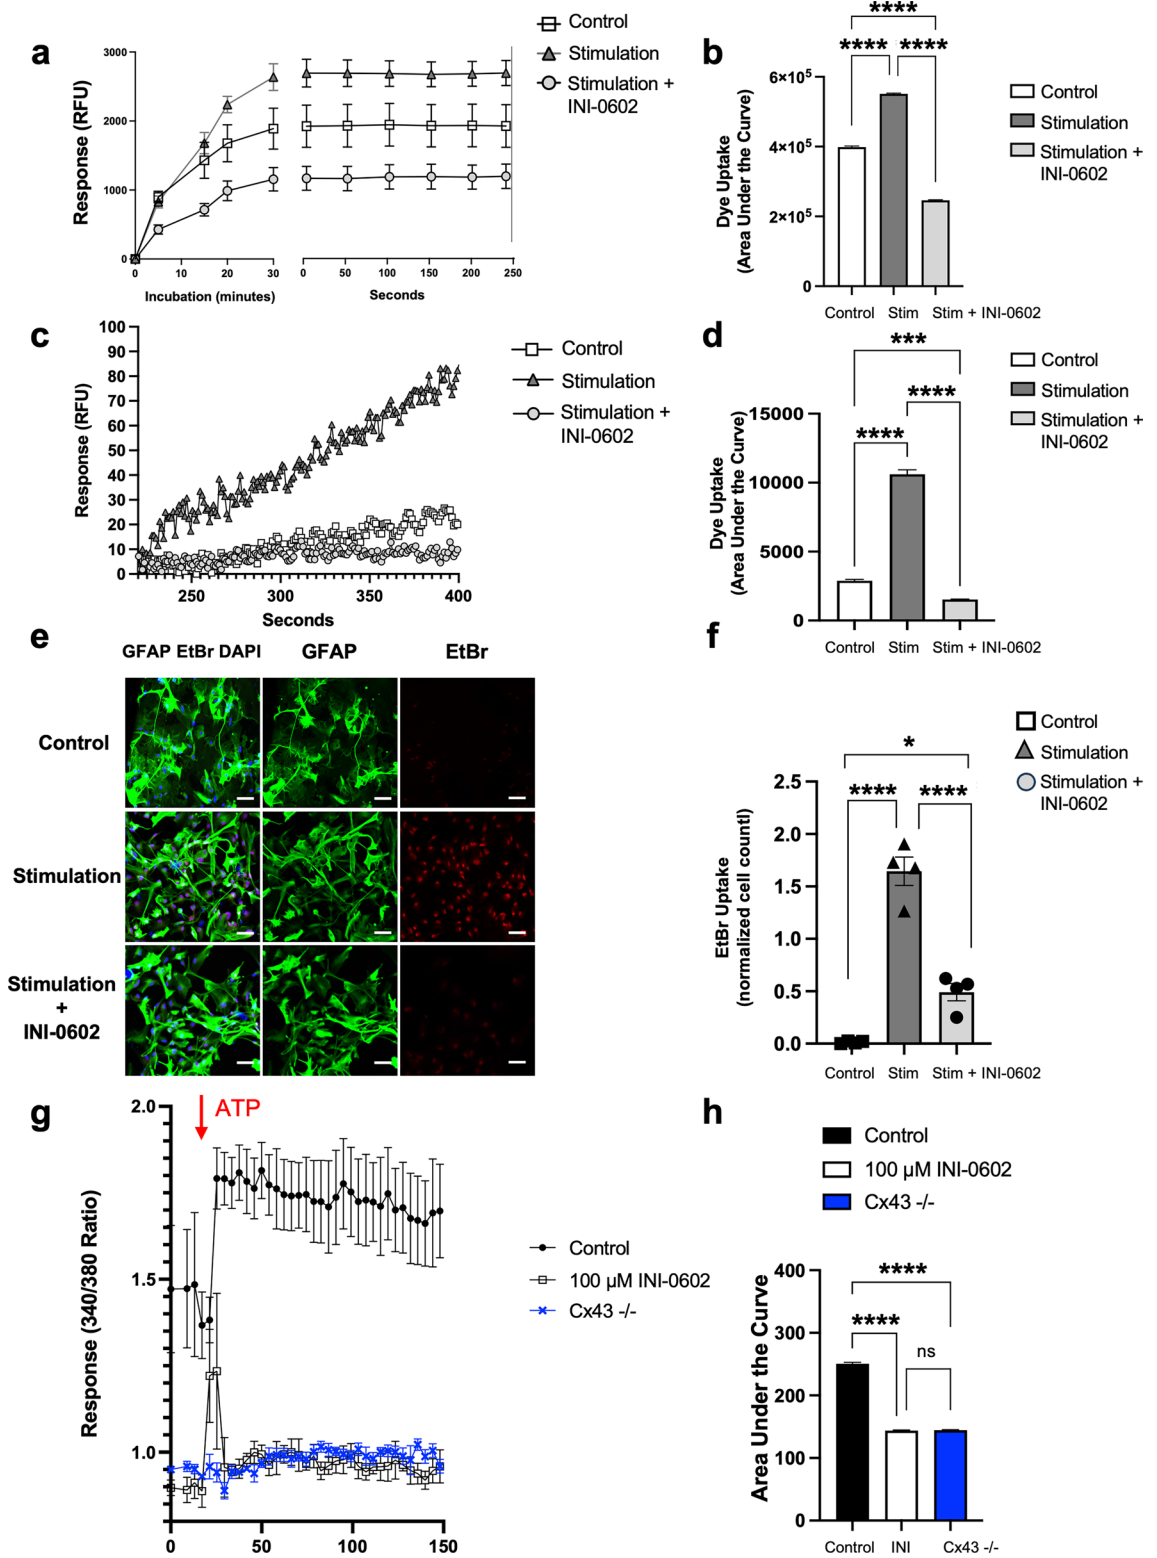 a
Control
Stimulation
Stimulation +
INI-0602
Response (RFU)
3000
2000
1000
0
0 10 20 30
Incubation (minutes)
0 50 100 150 200 250
Seconds
b
****
**** ****
Dye Uptake
(Area Under the Curve)
6×10⁵
4×10⁵
2×10⁵
0
Control Stim Stim + INI-0602
Control
Stimulation
Stimulation +
INI-0602
c
Response (RFU)
100
90
80
70
60
50
40
30
20
10
0
250 300 350 400
Seconds
Control
Stimulation
Stimulation +
INI-0602
d
***
****
****
Dye Uptake
(Area Under the Curve)
15000
10000
5000
0
Control Stim Stim + INI-0602
Control
Stimulation
Stimulation +
INI-0602
e
GFAP EtBr DAPI GFAP EtBr
Control
Stimulation
Stimulation
+
INI-0602
f
*
**** ****
EtBr Uptake
(normalized cell countl)
2.5
2.0
1.5
1.0
0.5
0.0
Control Stim Stim + INI-0602
Control
Stimulation
Stimulation +
INI-0602
g
ATP
Response (340/380 Ratio)
2.0
1.5
1.0
0 50 100 150
Control
100 µM INI-0602
Cx43 -/-
h
Control
100 µM INI-0602
Cx43 -/-
****
****
ns
Area Under the Curve
400
300
200
100
0
Control INI Cx43 -/-